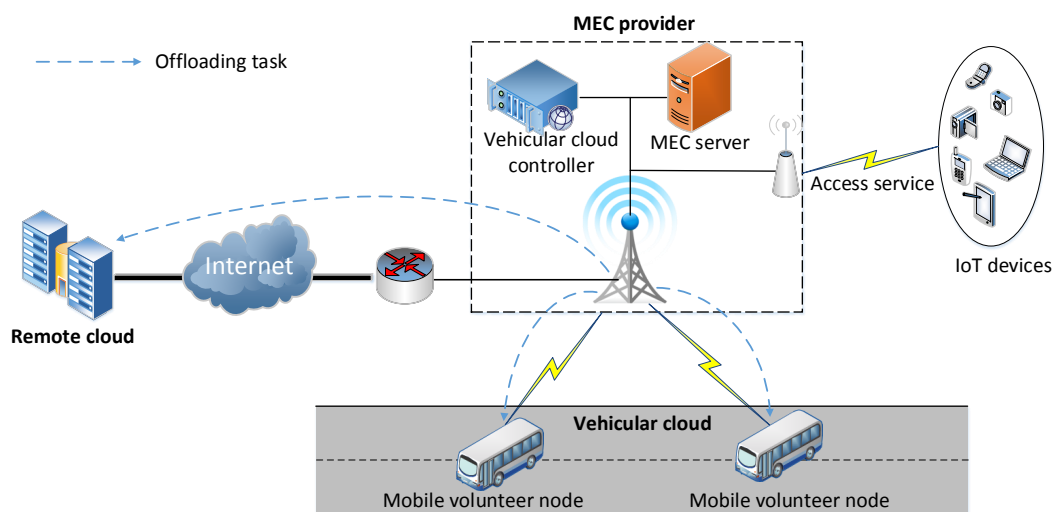 MEC provider
Offloading task
Vehicular cloud
controller
MEC server
Access service
IoT devices
Internet
Remote cloud
Vehicular cloud
Mobile volunteer node
Mobile volunteer node